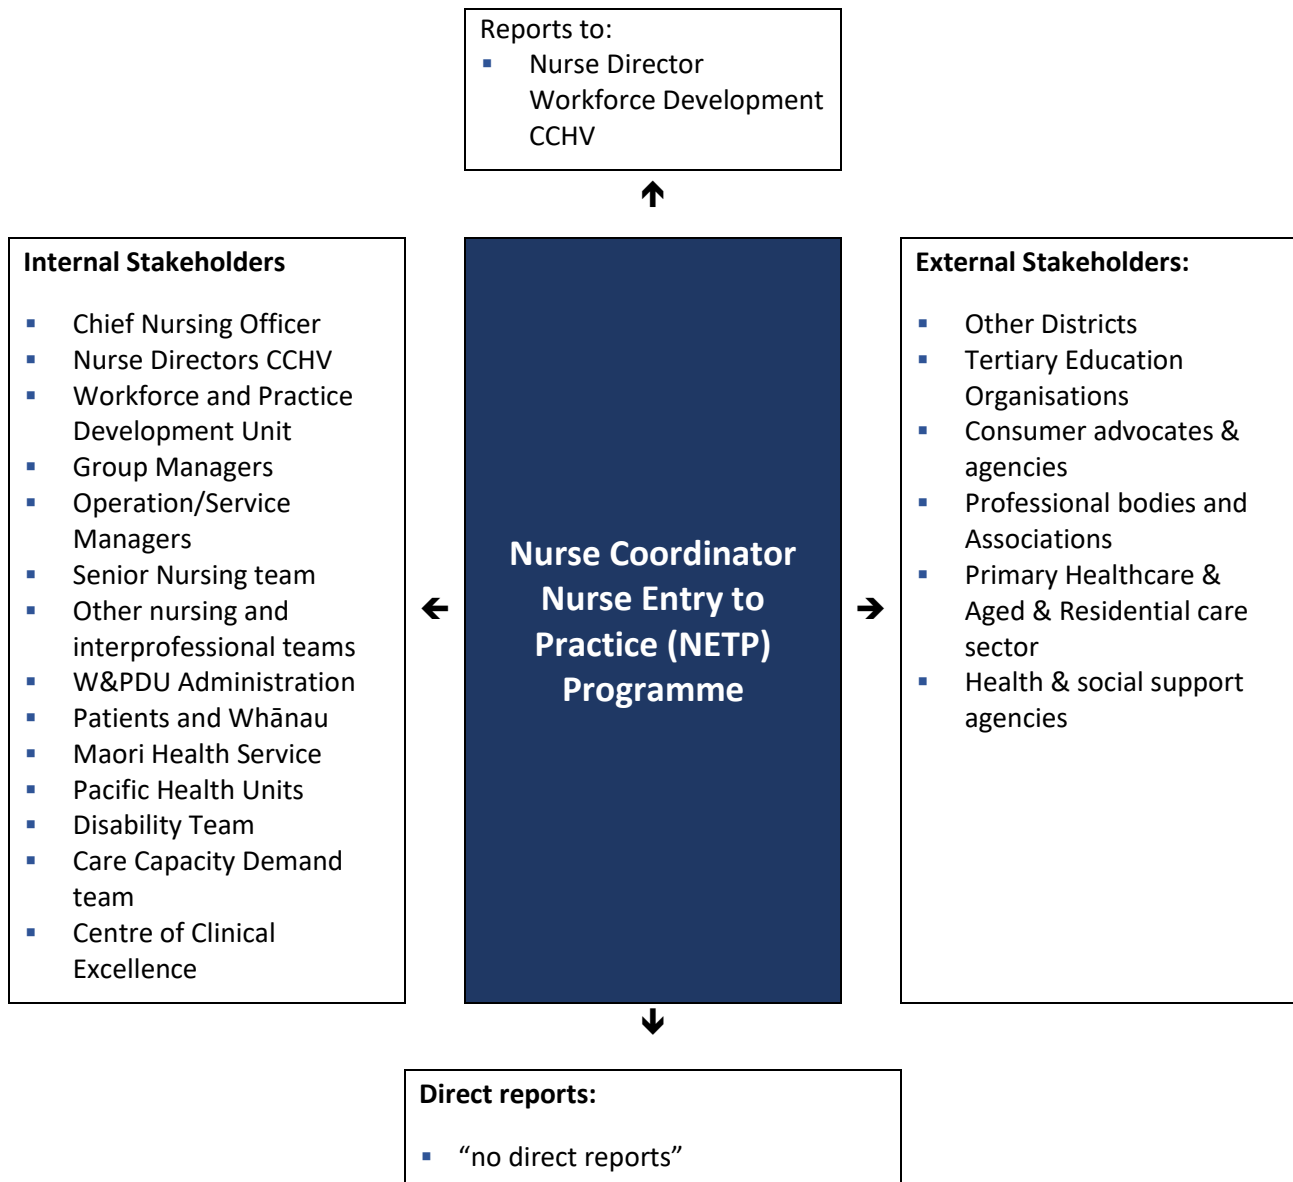 Reports to:
▪ Nurse Director
Workforce Development
CCHV
🡹
Internal Stakeholders
▪ Chief Nursing Officer
▪ Nurse Directors CCHV
▪ Workforce and Practice
Development Unit
▪ Group Managers
▪ Operation/Service
Managers
▪ Senior Nursing team
▪ Other nursing and
interprofessional teams
▪ W&PDU Administration
▪ Patients and Whānau
▪ Maori Health Service
▪ Pacific Health Units
▪ Disability Team
▪ Care Capacity Demand
team
▪ Centre of Clinical
Excellence
🡸
Nurse Coordinator
Nurse Entry to
Practice (NETP)
Programme
🡺
External Stakeholders:
▪ Other Districts
▪ Tertiary Education
Organisations
▪ Consumer advocates &
agencies
▪ Professional bodies and
Associations
▪ Primary Healthcare &
Aged & Residential care
sector
▪ Health & social support
agencies
🡻
Direct reports:
▪ “no direct reports”